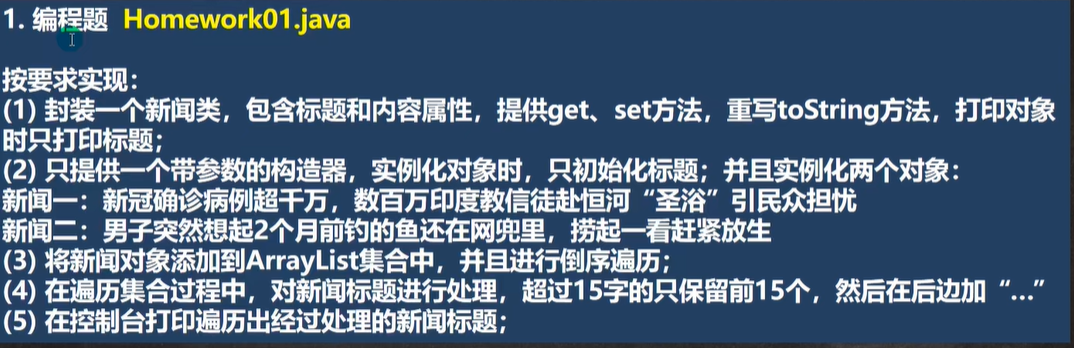 1. 编程题 Homework01.java
按要求实现：
(1) 封装一个新闻类，包含标题和内容属性，提供get、set方法，重写toString方法，打印对象
时只打印标题；
(2) 只提供一个带参数的构造器，实例化对象时，只初始化标题；并且实例化两个对象：
新闻一：新冠确诊病例超千万，数百万印度教信徒赴恒河“圣浴”引民众担忧
新闻二：男子突然想起2个月前钓的鱼还在网兜里，捞起一看赶紧放生
(3) 将新闻对象添加到ArrayList集合中，并且进行倒序遍历；
(4) 在遍历集合过程中，对新闻标题进行处理，超过15字的只保留前15个，然后在后边加“…”
(5) 在控制台打印遍历出经过处理的新闻标题；